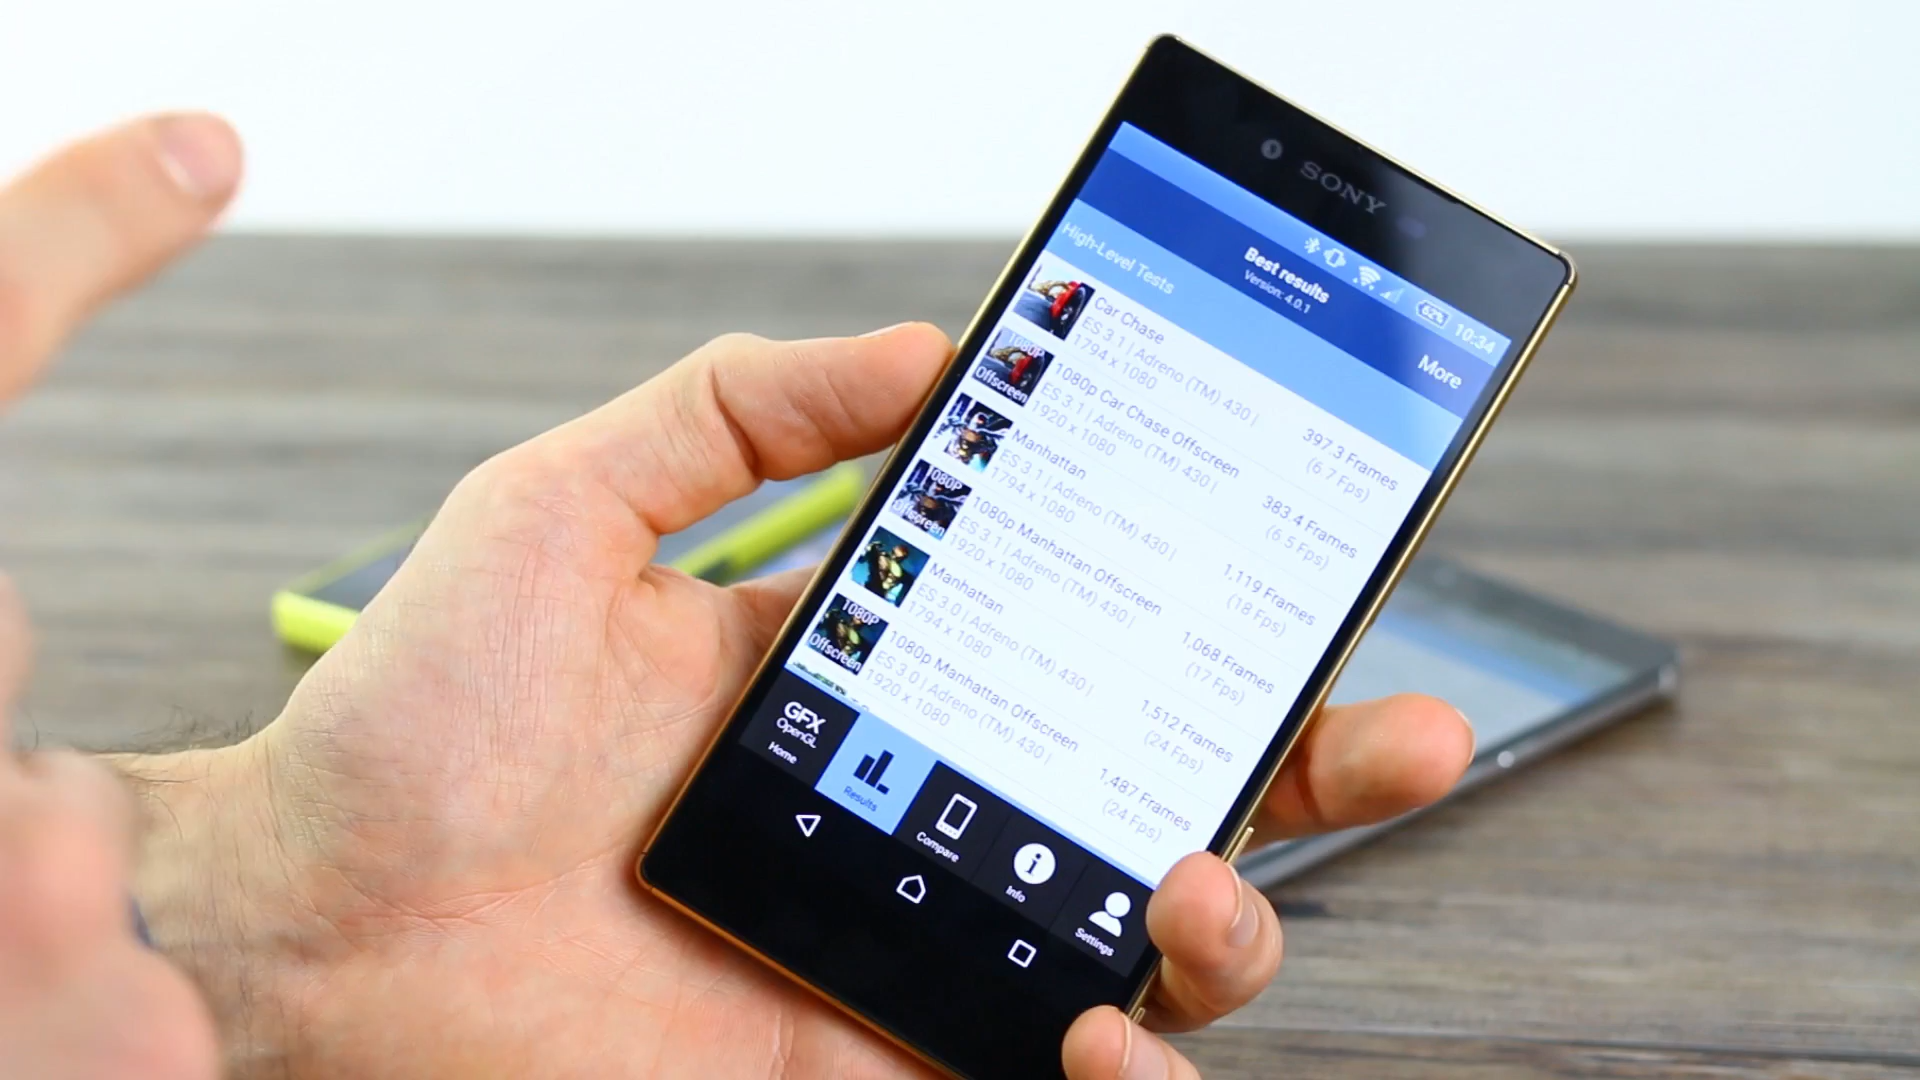 SONY
62% 10:34
Best results
Version: 4.0.1
More
High-Level Tests
Car Chase
ES 3.1 | Adreno (TM) 430 |
1794 x 1080
397.3 Frames
(6.7 Fps)
1080P
Offscreen
1080p Car Chase Offscreen
ES 3.1 | Adreno (TM) 430 |
1920 x 1080
383.4 Frames
(6.5 Fps)
Manhattan
ES 3.1 | Adreno (TM) 430 |
1794 x 1080
1,119 Frames
(18 Fps)
1080P
Offscreen
1080p Manhattan Offscreen
ES 3.1 | Adreno (TM) 430 |
1920 x 1080
1,068 Frames
(17 Fps)
Manhattan
ES 3.0 | Adreno (TM) 430 |
1794 x 1080
1,512 Frames
(24 Fps)
1080P
Offscreen
1080p Manhattan Offscreen
ES 3.0 | Adreno (TM) 430 |
1920 x 1080
1,487 Frames
(24 Fps)
GFX
OpenGL
Home
Results
Compare
Info
Settings